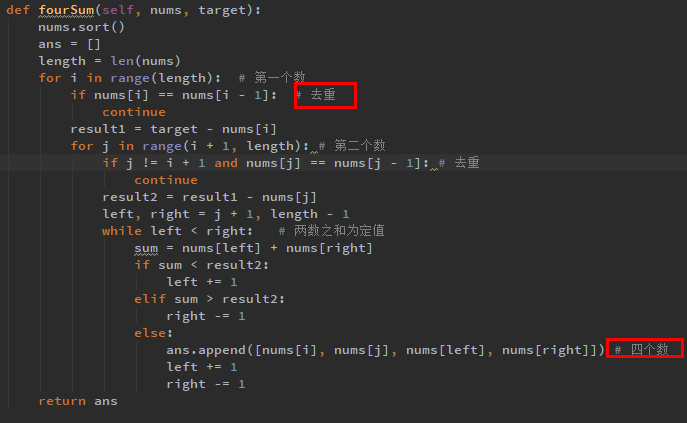 def fourSum(self, nums, target):
    nums.sort()
    ans = []
    length = len(nums)
    for i in range(length):  # 第一个数
        if nums[i] == nums[i - 1]:  # 去重
            continue
        result1 = target - nums[i]
        for j in range(i + 1, length): # 第二个数
            if j != i + 1 and nums[j] == nums[j - 1]: # 去重
                continue
            result2 = result1 - nums[j]
            left, right = j + 1, length - 1
            while left < right:   # 两数之和为定值
                sum = nums[left] + nums[right]
                if sum < result2:
                    left += 1
                elif sum > result2:
                    right -= 1
                else:
                    ans.append([nums[i], nums[j], nums[left], nums[right]]) # 四个数
                    left += 1
                    right -= 1
    return ans